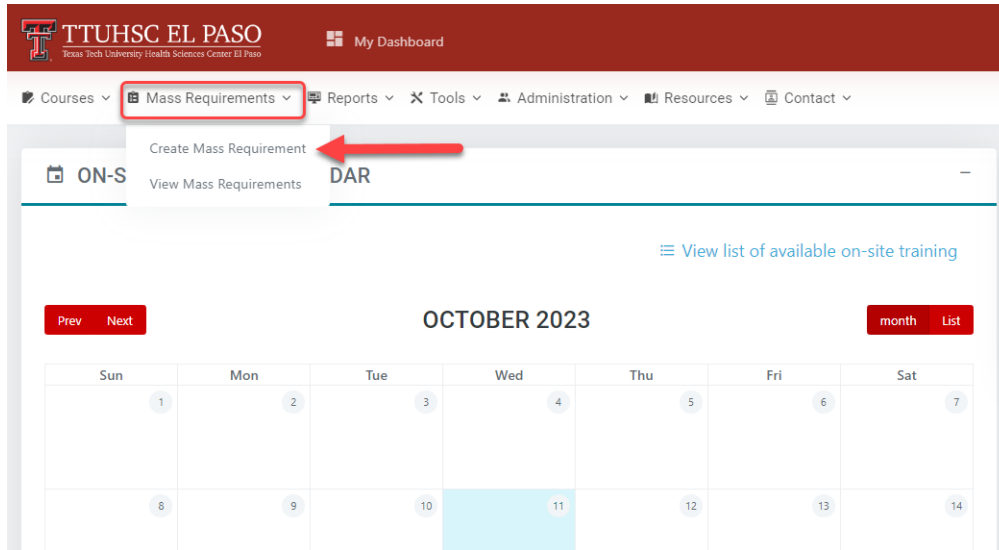 TTUHSC EL PASO
Texas Tech University Health Sciences Center El Paso
My Dashboard
Courses Mass Requirements Reports Tools Administration Resources Contact
Create Mass Requirement
View Mass Requirements
ON-S DAR
View list of available on-site training
Prev Next OCTOBER 2023 month List
Sun Mon Tue Wed Thu Fri Sat
1 2 3 4 5 6 7
8 9 10 11 12 13 14